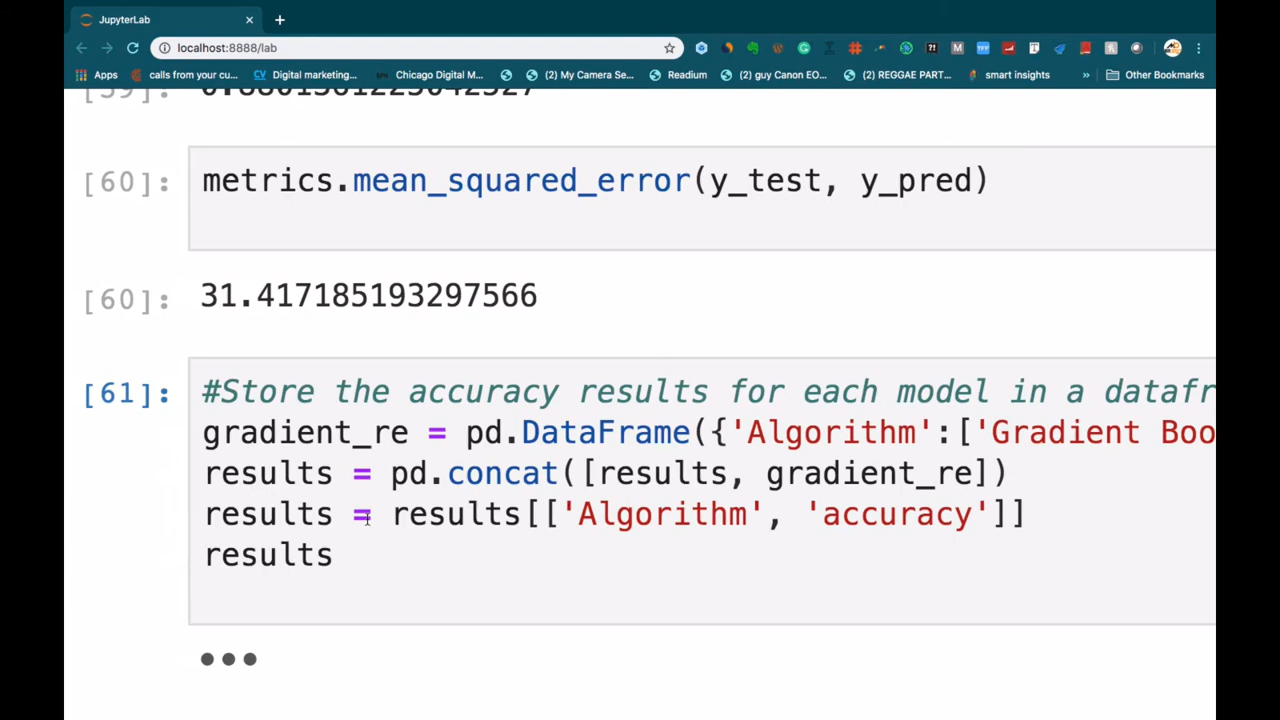 JupyterLab
localhost:8888/lab
Apps calls from your cu... Digital marketing... Chicago Digital M... (2) My Camera Se... Readium (2) guy Canon EO... (2) REGGAE PART... smart insights » Other Bookmarks
[60]: metrics.mean_squared_error(y_test, y_pred)
[60]: 31.417185193297566
[61]: #Store the accuracy results for each model in a datafr
gradient_re = pd.DataFrame({'Algorithm':['Gradient Boo
results = pd.concat([results, gradient_re])
results = results[['Algorithm', 'accuracy']]
results